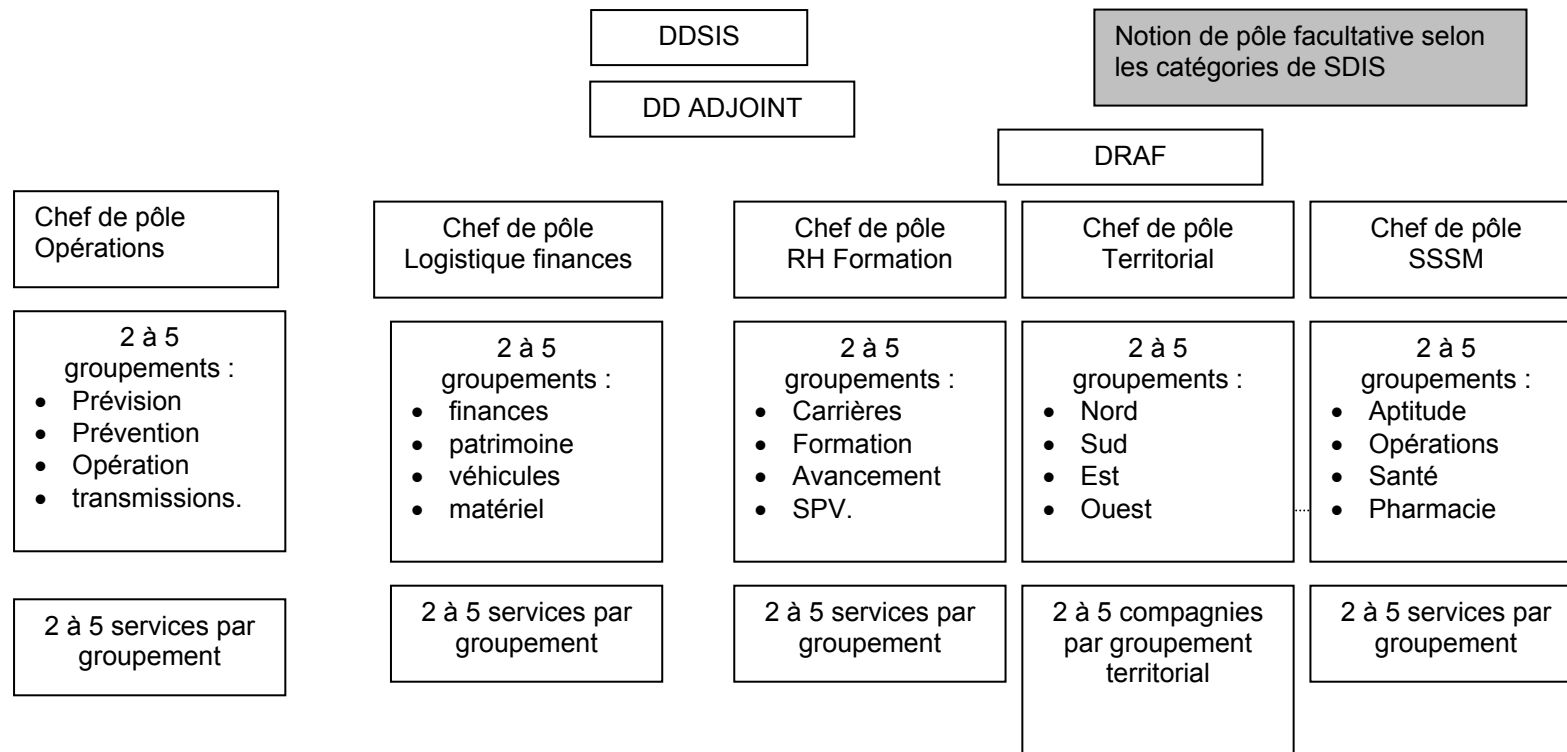 DDSIS
Notion de pôle facultative selon
les catégories de SDIS
DD ADJOINT
DRAF
Chef de pôle
Opérations
Chef de pôle
Logistique finances
Chef de pôle
RH Formation
Chef de pôle
Territorial
Chef de pôle
SSSM
2 à 5
groupements :
• Prévision
• Prévention
• Opération
• transmissions.
2 à 5
groupements :
• finances
• patrimoine
• véhicules
• matériel
2 à 5
groupements :
• Carrières
• Formation
• Avancement
• SPV.
2 à 5
groupements :
• Nord
• Sud
• Est
• Ouest
2 à 5
groupements :
• Aptitude
• Opérations
• Santé
• Pharmacie
2 à 5 services par
groupement
2 à 5 services par
groupement
2 à 5 services par
groupement
2 à 5 compagnies
par groupement
territorial
2 à 5 services par
groupement